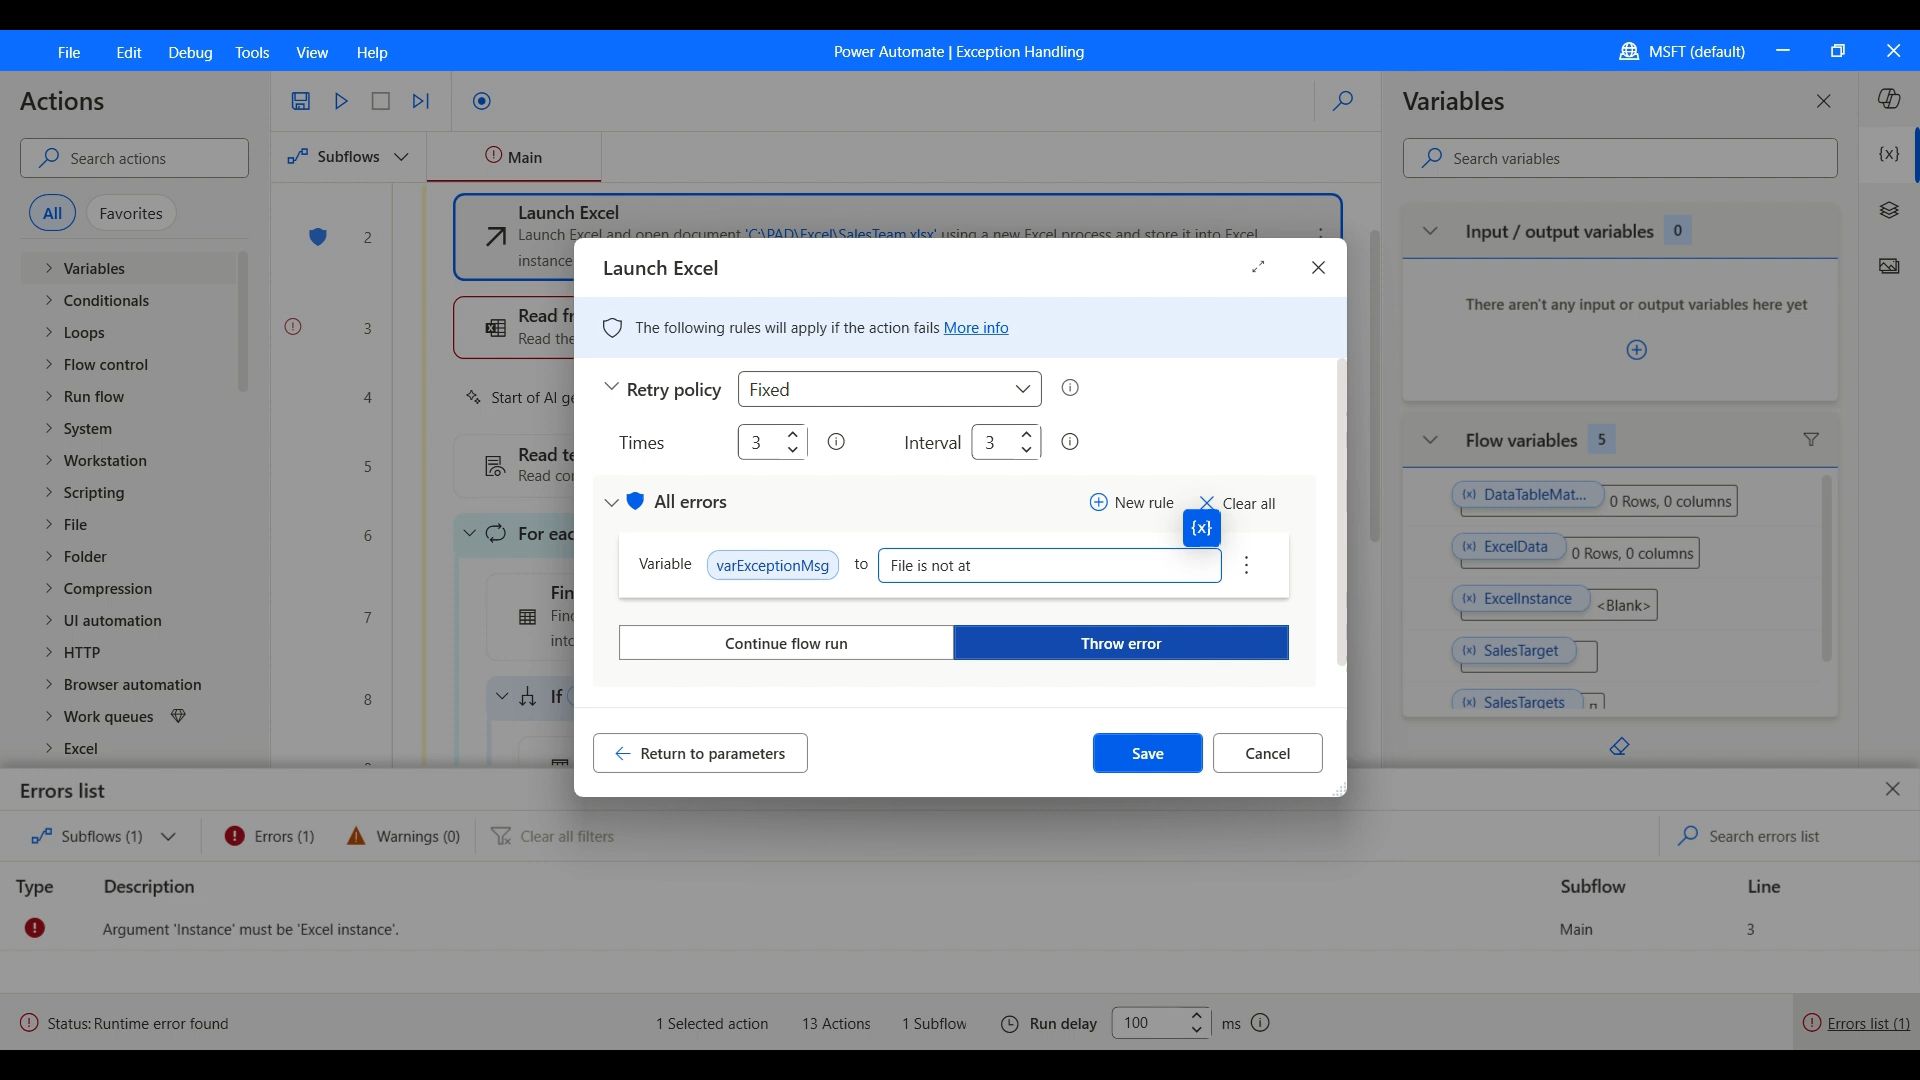 File Edit Debug Tools View Help
Power Automate | Exception Handling
MSFT (default)
Actions
Search actions
All Favorites
Variables
Conditionals
Loops
Flow control
Run flow
System
Workstation
Scripting
File
Folder
Compression
UI automation
HTTP
Browser automation
Work queues
Excel
Subflows
Main
2
Launch Excel
Launch Excel and open document 'C:\PAD\Excel\SalesTeam.xlsx' using a new Excel process and store it into Excel
instance
3
Read fr
Read the
4
Start of AI ge
5
Read te
Read con
6
For eac
7
Fin
Find
into
8
If
Launch Excel
The following rules will apply if the action fails More info
Retry policy Fixed
Times 3 Interval 3
All errors New rule Clear all
{x}
Variable varExceptionMsg to File is not at
Continue flow run Throw error
Return to parameters Save Cancel
Variables
{x}
Search variables
Input / output variables 0
There aren't any input or output variables here yet
Flow variables 5
(x) DataTableMat... 0 Rows, 0 columns
(x) ExcelData 0 Rows, 0 columns
(x) ExcelInstance <Blank>
(x) SalesTarget
(x) SalesTargets
Errors list
Subflows (1) Errors (1) Warnings (0) Clear all filters Search errors list
Type Description Subflow Line
Argument 'Instance' must be 'Excel instance'. Main 3
Status: Runtime error found 1 Selected action 13 Actions 1 Subflow Run delay 100 ms Errors list (1)